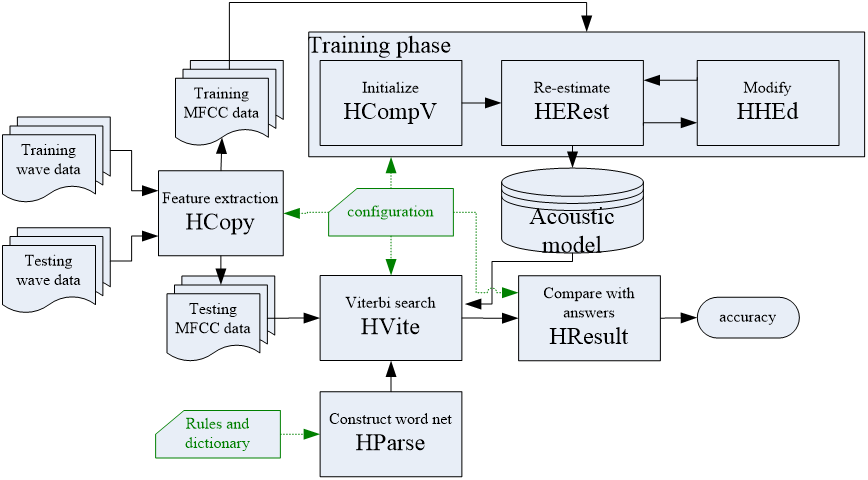 Training phase
Initialize
HCompV
Re-estimate
HERest
Modify
HHEd
Training
MFCC data
Training
wave data
Feature extraction
HCopy
configuration
Acoustic
model
Testing
wave data
Testing
MFCC data
Viterbi search
HVite
Compare with
answers
HResult
accuracy
Rules and
dictionary
Construct word net
HParse